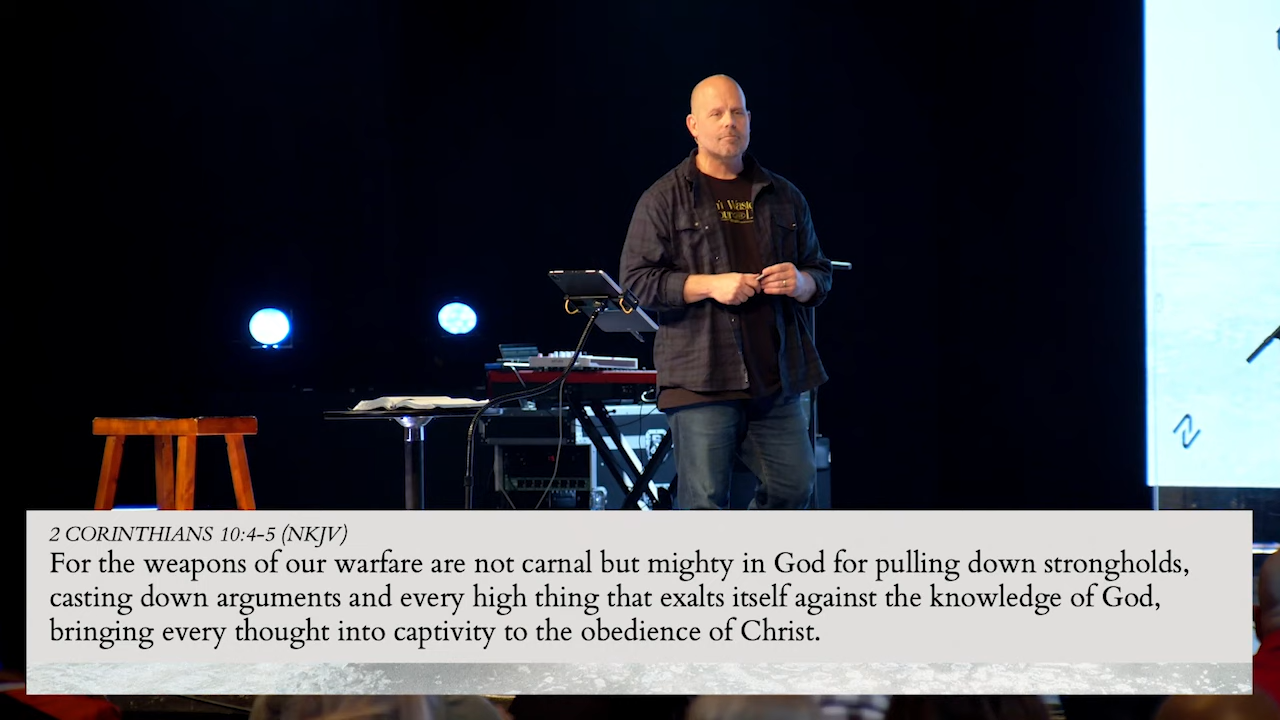 2 CORINTHIANS 10:4-5 (NKJV)
For the weapons of our warfare are not carnal but mighty in God for pulling down strongholds,
casting down arguments and every high thing that exalts itself against the knowledge of God,
bringing every thought into captivity to the obedience of Christ.